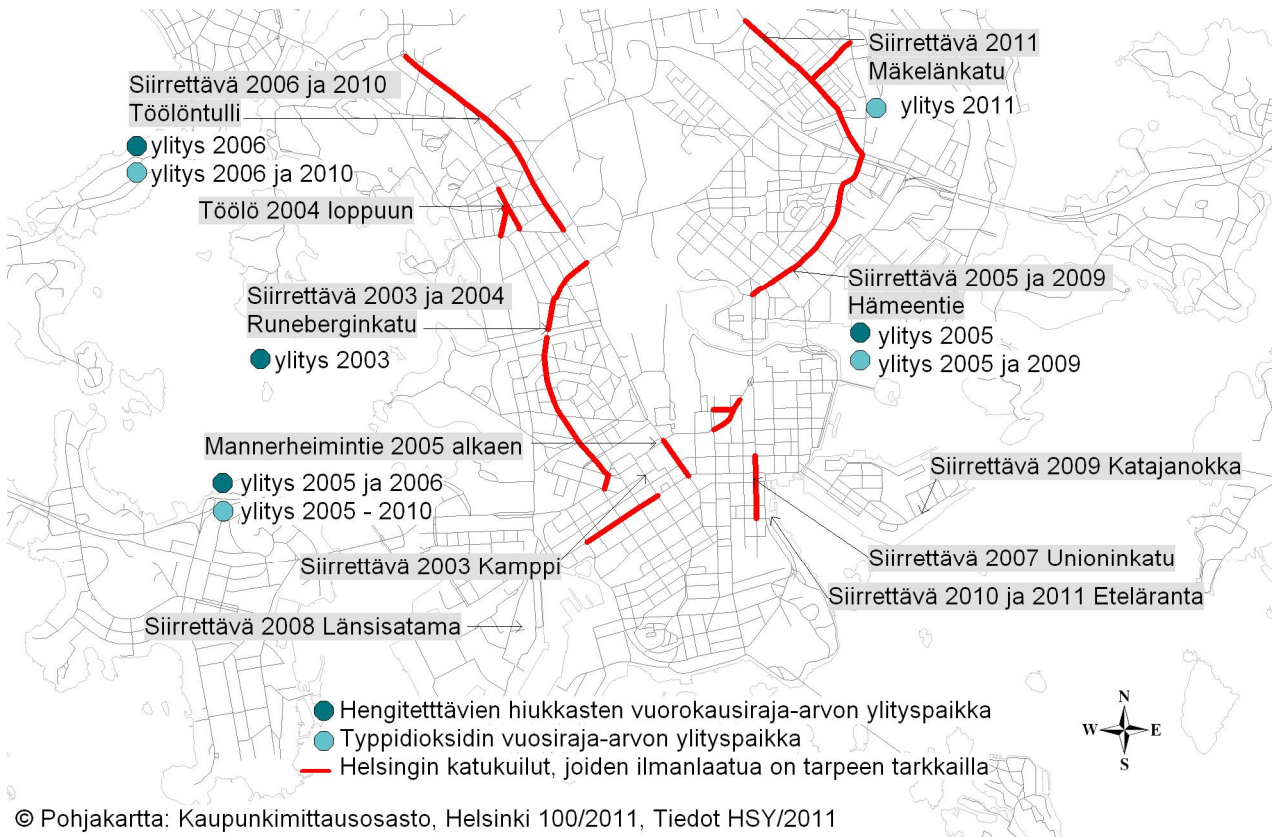 Siirrettävä 2006 ja 2010
Töölöntulli
ylitys 2006
ylitys 2006 ja 2010
Töölö 2004 loppuun
Siirrettävä 2003 ja 2004
Runeberginkatu
ylitys 2003
Mannerheimintie 2005 alkaen
ylitys 2005 ja 2006
ylitys 2005 - 2010
Siirrettävä 2003 Kamppi
Siirrettävä 2008 Länsisatama
Siirrettävä 2011
Mäkelänkatu
ylitys 2011
Siirrettävä 2005 ja 2009
Hämeentie
ylitys 2005
ylitys 2005 ja 2009
Siirrettävä 2009 Katajanokka
Siirrettävä 2007 Unioninkatu
Siirrettävä 2010 ja 2011 Eteläranta
Hengitetttävien hiukkasten vuorokausiraja-arvon ylityspaikka
Typpidioksidin vuosiraja-arvon ylityspaikka
Helsingin katukuilut, joiden ilmanlaatua on tarpeen tarkkailla
N
W E
S
© Pohjakartta: Kaupunkimittausosasto, Helsinki 100/2011, Tiedot HSY/2011